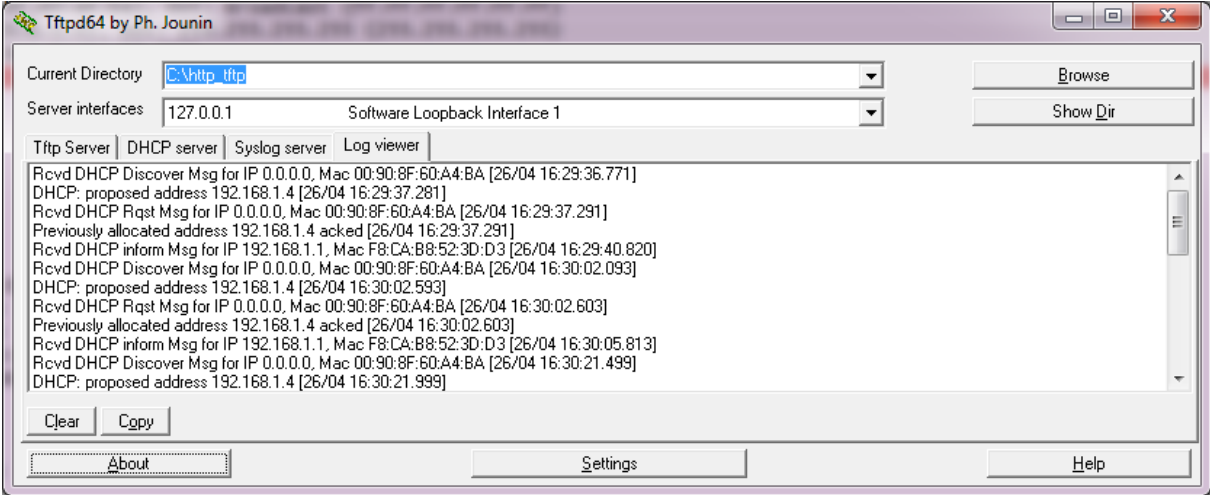 Tftpd64 by Ph. Jounin
Current Directory C:\http_tftp Browse
Server interfaces 127.0.0.1 Software Loopback Interface 1 Show Dir
Tftp Server DHCP server Syslog server Log viewer
Rcvd DHCP Discover Msg for IP 0.0.0.0, Mac 00:90:8F:60:A4:BA [26/04 16:29:36.771]
DHCP: proposed address 192.168.1.4 [26/04 16:29:37.281]
Rcvd DHCP Rqst Msg for IP 0.0.0.0, Mac 00:90:8F:60:A4:BA [26/04 16:29:37.291]
Previously allocated address 192.168.1.4 acked [26/04 16:29:37.291]
Rcvd DHCP inform Msg for IP 192.168.1.1, Mac F8:CA:B8:52:3D:D3 [26/04 16:29:40.820]
Rcvd DHCP Discover Msg for IP 0.0.0.0, Mac 00:90:8F:60:A4:BA [26/04 16:30:02.093]
DHCP: proposed address 192.168.1.4 [26/04 16:30:02.593]
Rcvd DHCP Rqst Msg for IP 0.0.0.0, Mac 00:90:8F:60:A4:BA [26/04 16:30:02.603]
Previously allocated address 192.168.1.4 acked [26/04 16:30:02.603]
Rcvd DHCP inform Msg for IP 192.168.1.1, Mac F8:CA:B8:52:3D:D3 [26/04 16:30:05.813]
Rcvd DHCP Discover Msg for IP 0.0.0.0, Mac 00:90:8F:60:A4:BA [26/04 16:30:21.499]
DHCP: proposed address 192.168.1.4 [26/04 16:30:21.999]
Clear Copy
About Settings Help